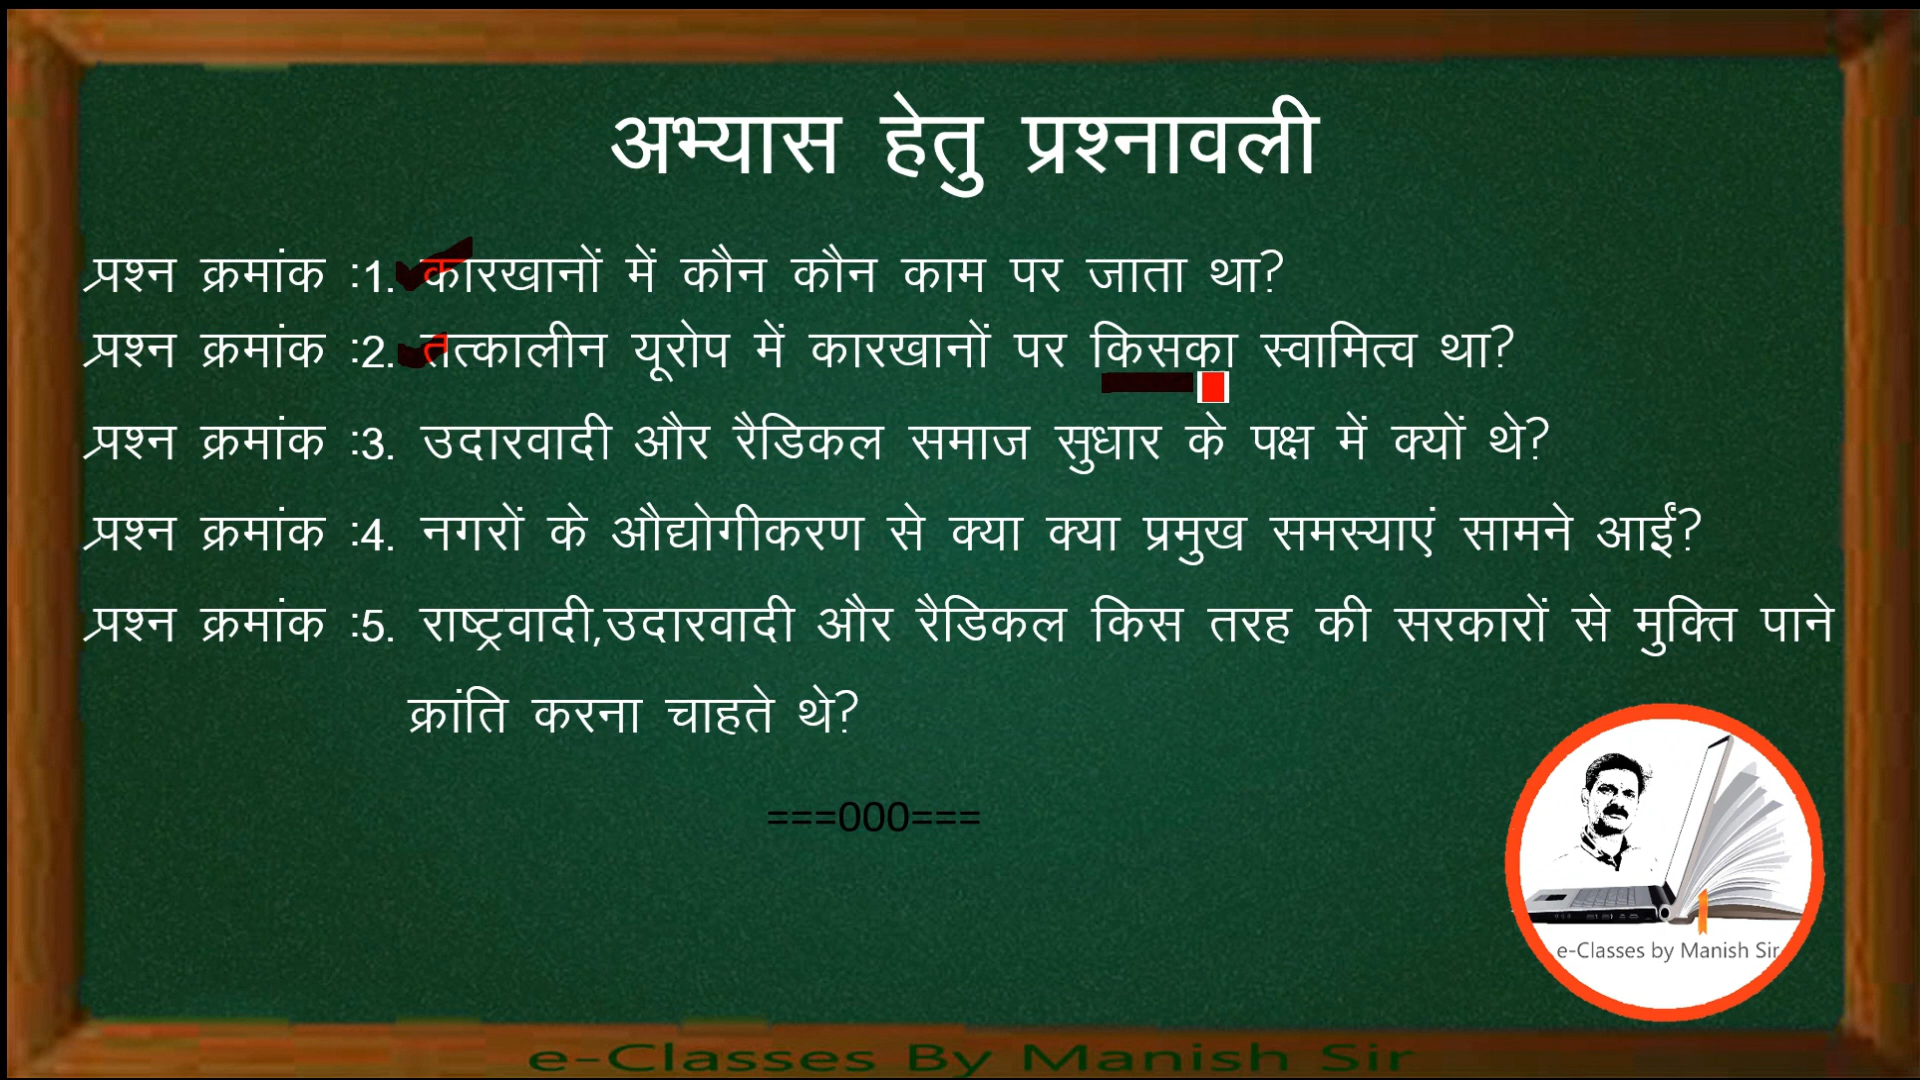 अभ्यास हेतु प्रश्नावली
प्रश्न क्रमांक :1. कारखानों में कौन कौन काम पर जाता था?
प्रश्न क्रमांक :2. तत्कालीन यूरोप में कारखानों पर किसका स्वामित्व था?
प्रश्न क्रमांक :3. उदारवादी और रैडिकल समाज सुधार के पक्ष में क्यों थे?
प्रश्न क्रमांक :4. नगरों के औद्योगीकरण से क्या क्या प्रमुख समस्याएं सामने आईं?
प्रश्न क्रमांक :5. राष्ट्रवादी,उदारवादी और रैडिकल किस तरह की सरकारों से मुक्ति पाने
क्रांति करना चाहते थे?
===000===
e-Classes by Manish Sir
e-Classes By Manish Sir